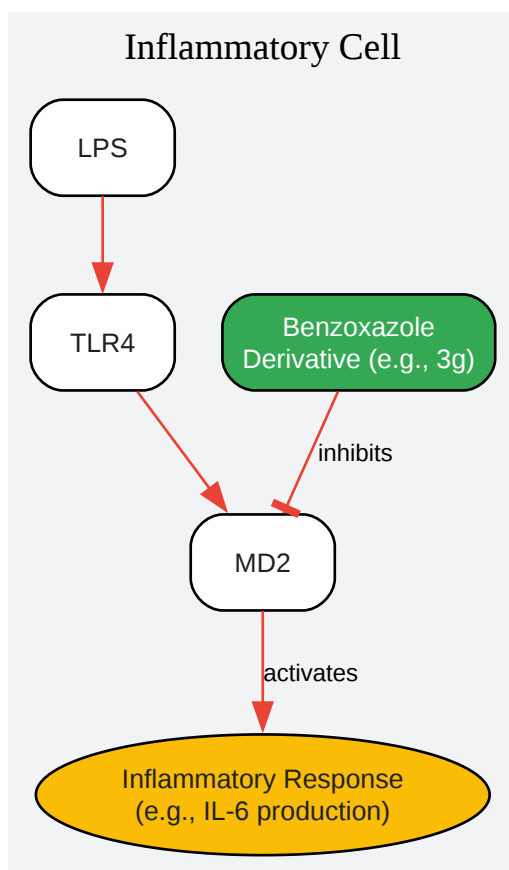 Inflammatory Cell
LPS
TLR4
Benzoxazole
Derivative (e.g., 3g)
inhibits
MD2
activates
Inflammatory Response
(e.g., IL-6 production)